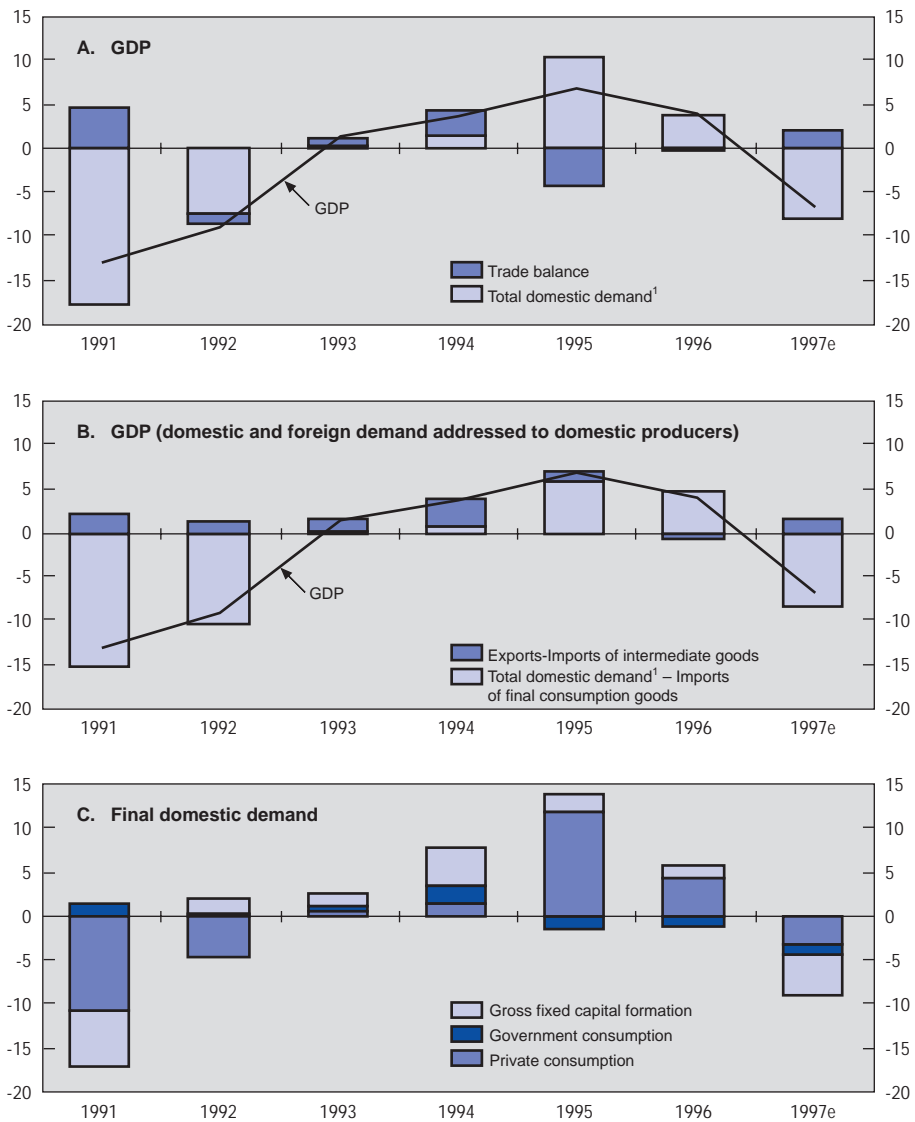 15 15
A. GDP
10 10
5 5
0 0
-5 -5
GDP
-10 -10
Trade balance
-15 -15
Total domestic demand¹
-20 -20
1991 1992 1993 1994 1995 1996 1997e
15 15
B. GDP (domestic and foreign demand addressed to domestic producers)
10 10
5 5
0 0
-5 -5
GDP
-10 -10
Exports-Imports of intermediate goods
-15 -15
Total domestic demand¹ – Imports
of final consumption goods
-20 -20
1991 1992 1993 1994 1995 1996 1997e
15 15
C. Final domestic demand
10 10
5 5
0 0
-5 -5
-10 -10
Gross fixed capital formation
Government consumption
-15 -15
Private consumption
-20 -20
1991 1992 1993 1994 1995 1996 1997e